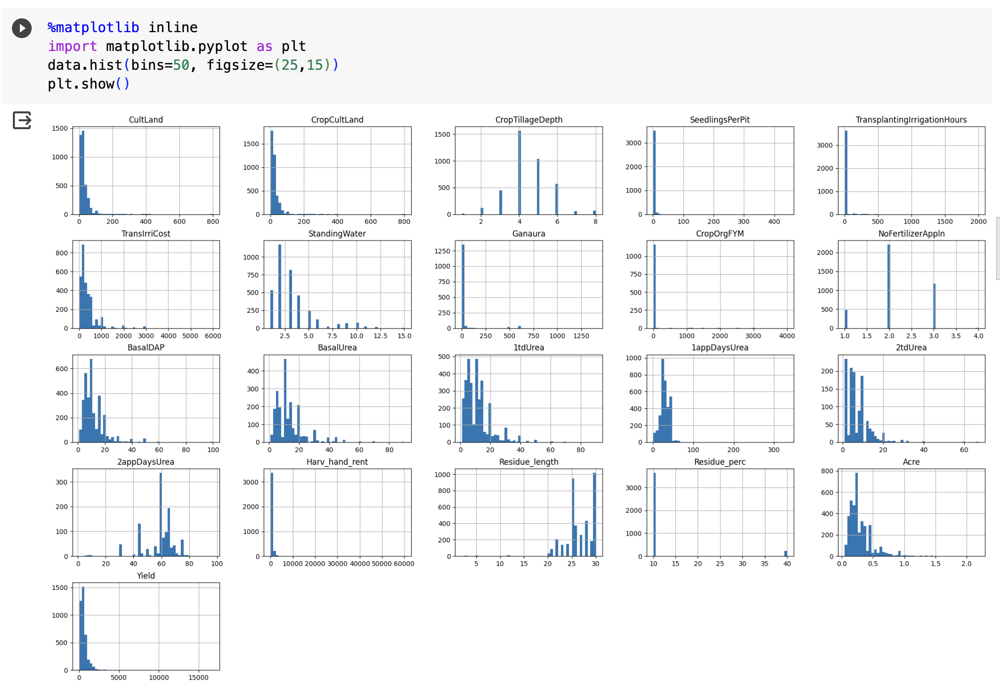 %matplotlib inline
import matplotlib.pyplot as plt
data.hist(bins=50, figsize=(25,15))
plt.show()
CultLand
1500
1000
500
0
0 200 400 600 800
CropCultLand
1500
1000
500
0
0 200 400 600 800
CropTillageDepth
1500
1000
500
0
2 4 6 8
SeedlingsPerPit
3000
2000
1000
0
0 100 200 300 400
TransplantingIrrigationHours
3000
2000
1000
0
0 500 1000 1500 2000
TransIrriCost
800
600
400
200
0
0 1000 2000 3000 4000 5000 6000
StandingWater
1000
750
500
250
0
2.5 5.0 7.5 10.0 12.5 15.0
Ganaura
1250
1000
750
500
250
0
0 250 500 750 1000 1250
CropOrgFYM
1000
750
500
250
0
0 1000 2000 3000 4000
NoFertilizerAppln
2000
1500
1000
500
0
1.0 1.5 2.0 2.5 3.0 3.5 4.0
BasalDAP
600
400
200
0
0 20 40 60 80 100
BasalUrea
400
300
200
100
0
0 20 40 60 80
1tdUrea
500
400
300
200
100
0
0 20 40 60 80
1appDaysUrea
1000
800
600
400
200
0
0 100 200 300
2tdUrea
200
150
100
50
0
0 20 40 60
2appDaysUrea
300
200
100
0
0 20 40 60 80 100
Harv_hand_rent
3000
2000
1000
0
0 10000 20000 30000 40000 50000 60000
Residue_length
1000
800
600
400
200
0
5 10 15 20 25 30
Residue_perc
3000
2000
1000
0
10 15 20 25 30 35 40
Acre
800
600
400
200
0
0.0 0.5 1.0 1.5 2.0
Yield
1500
1000
500
0
0 5000 10000 15000